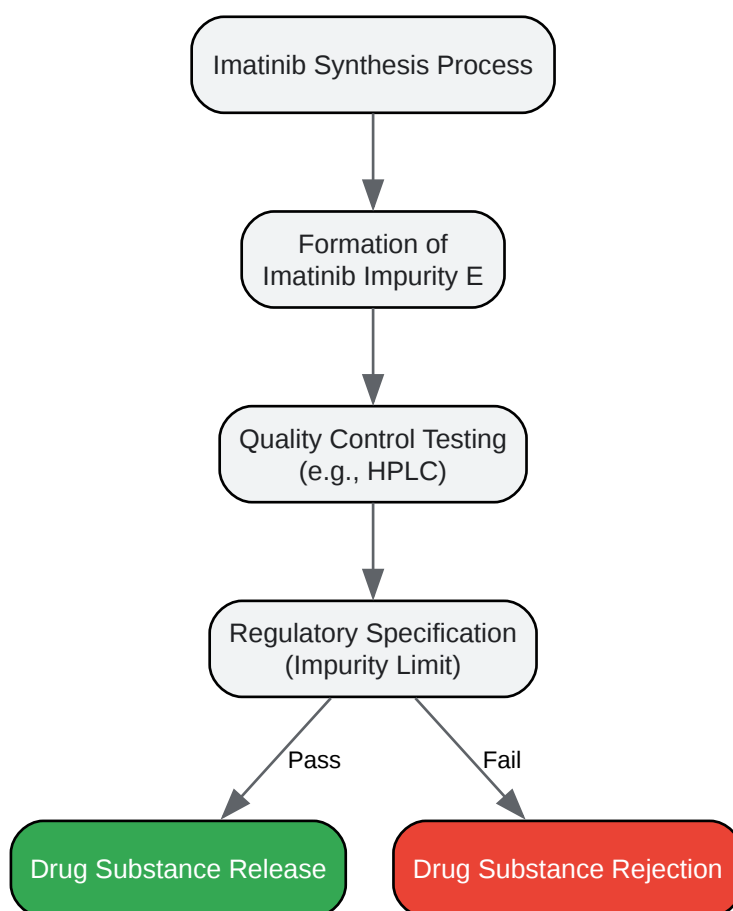 Imatinib Synthesis Process
Formation of
Imatinib Impurity E
Quality Control Testing
(e.g., HPLC)
Regulatory Specification
(Impurity Limit)
Pass
Fail
Drug Substance Release
Drug Substance Rejection